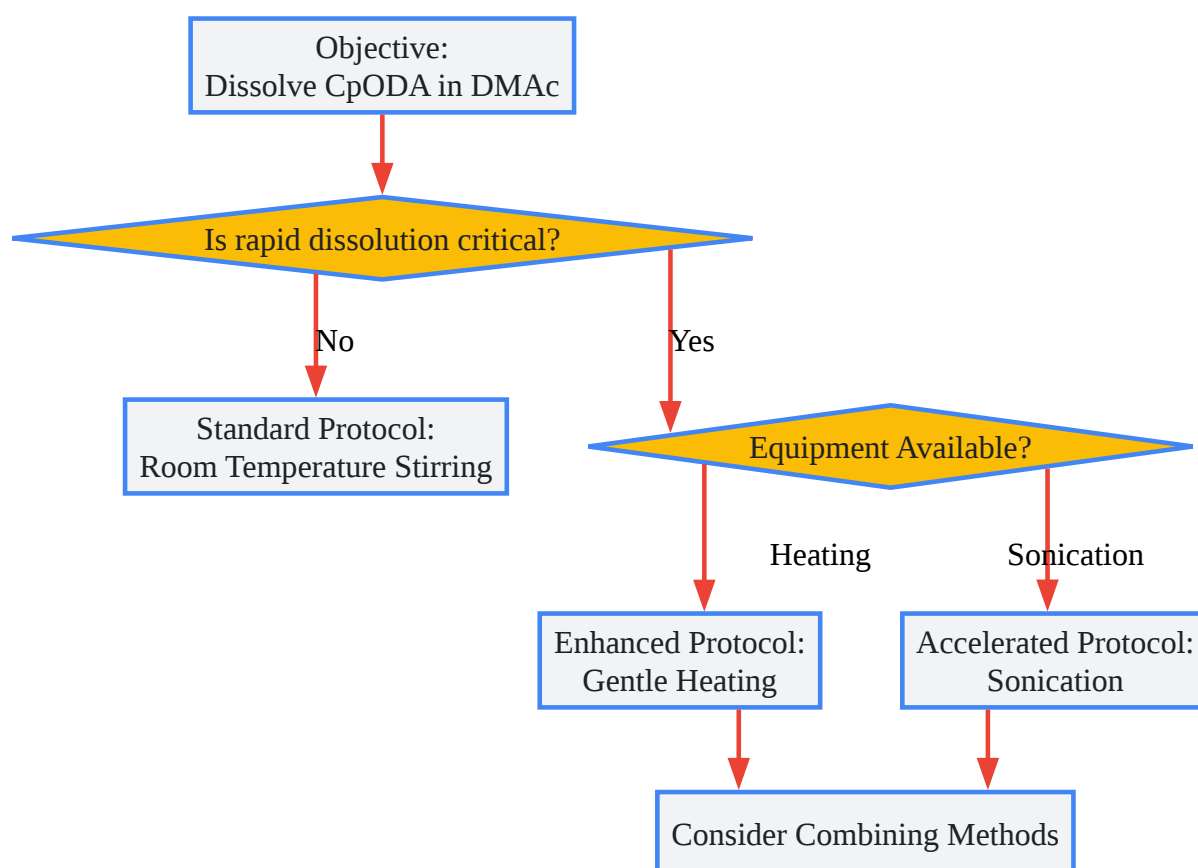 Objective:
Dissolve CpODA in DMAc
Is rapid dissolution critical?
No
Yes
Standard Protocol:
Room Temperature Stirring
Equipment Available?
Heating
Sonication
Enhanced Protocol:
Gentle Heating
Accelerated Protocol:
Sonication
Consider Combining Methods